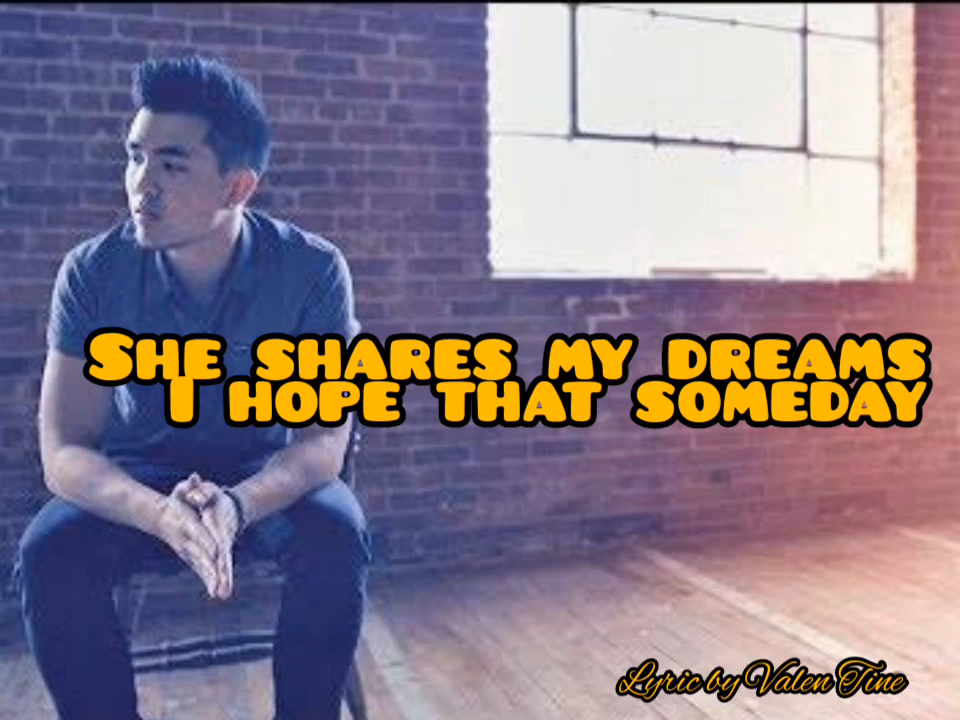 She shares my dreams
I hope that someday
Lyric by Valen Tine